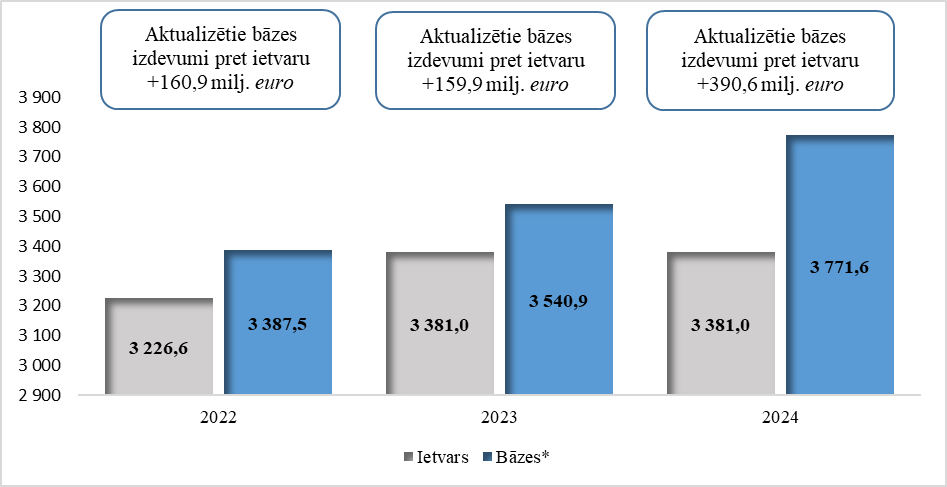 Aktualizētie bāzes
izdevumi pret ietvaru
+160,9 milj. euro
Aktualizētie bāzes
izdevumi pret ietvaru
+159,9 milj. euro
Aktualizētie bāzes
izdevumi pret ietvaru
+390,6 milj. euro
3 900
3 800
3 700
3 600
3 500
3 400
3 300
3 200
3 100
3 000
2 900
3 226,6
3 387,5
3 381,0
3 540,9
3 381,0
3 771,6
2022
2023
2024
Ietvars
Bāzes*